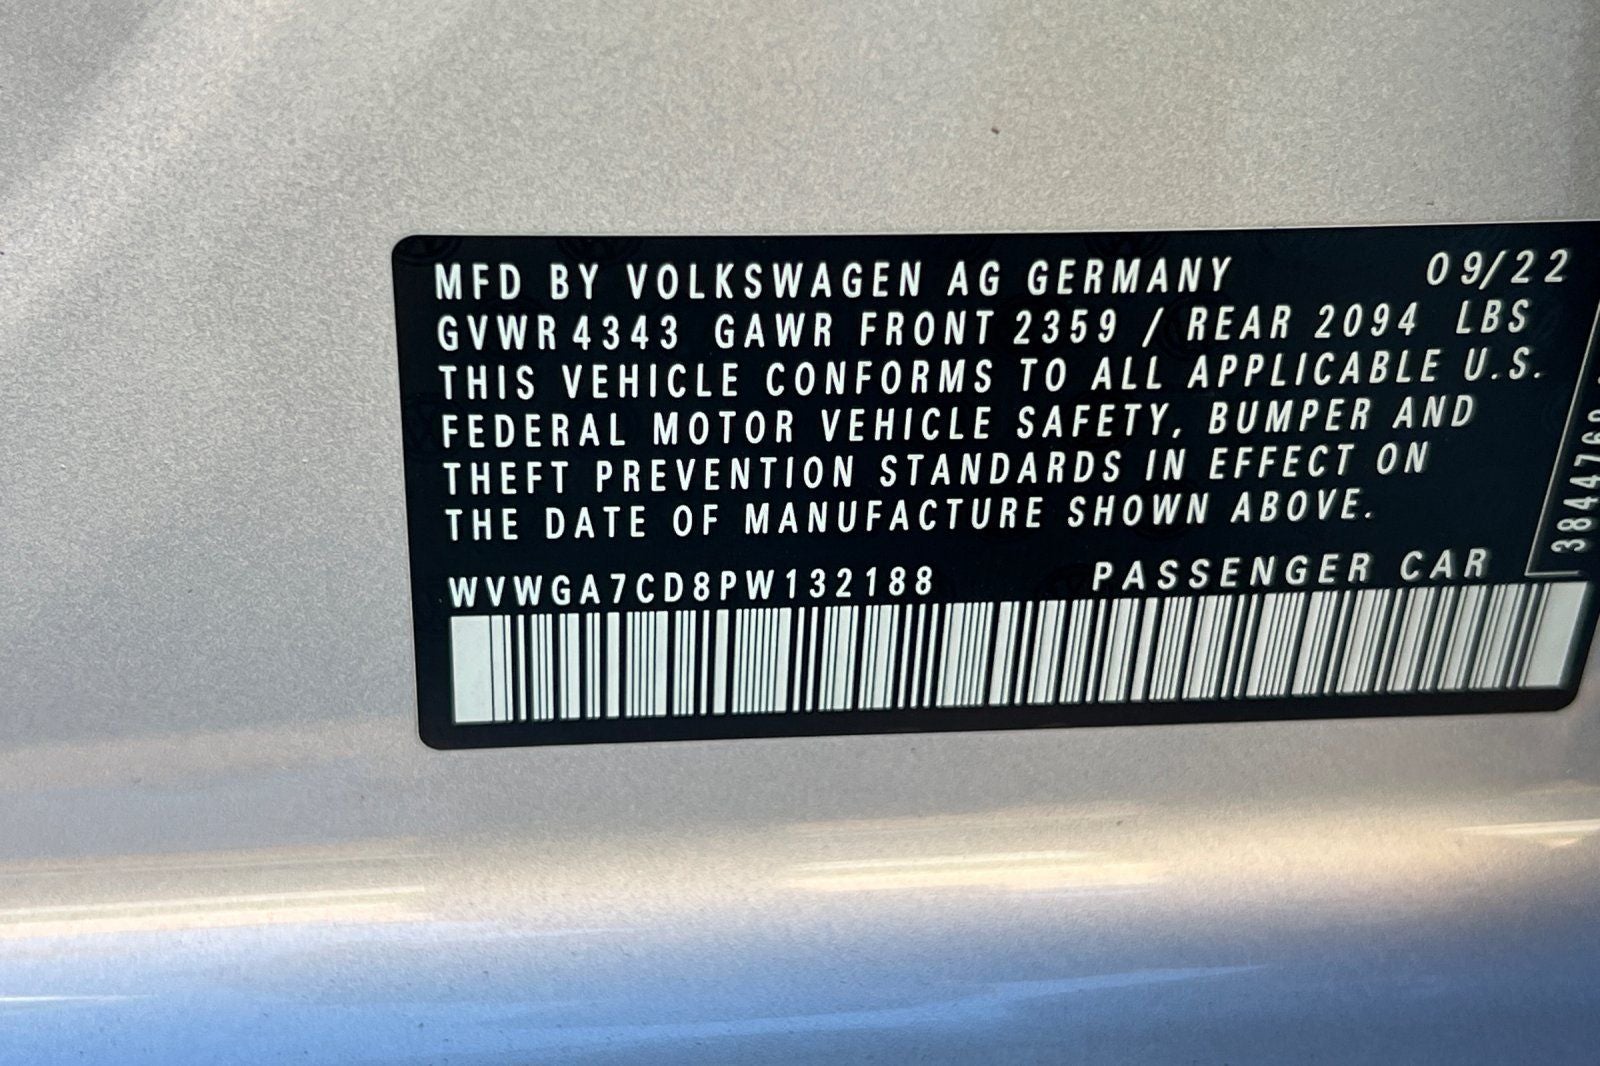 MFD BY VOLKSWAGEN AG GERMANY 09/22
GVWR 4343 GAWR FRONT 2359 / REAR 2094 LBS
THIS VEHICLE CONFORMS TO ALL APPLICABLE U.S.
FEDERAL MOTOR VEHICLE SAFETY, BUMPER AND
THEFT PREVENTION STANDARDS IN EFFECT ON
THE DATE OF MANUFACTURE SHOWN ABOVE.
WVWGA7CD8PW132188 PASSENGER CAR